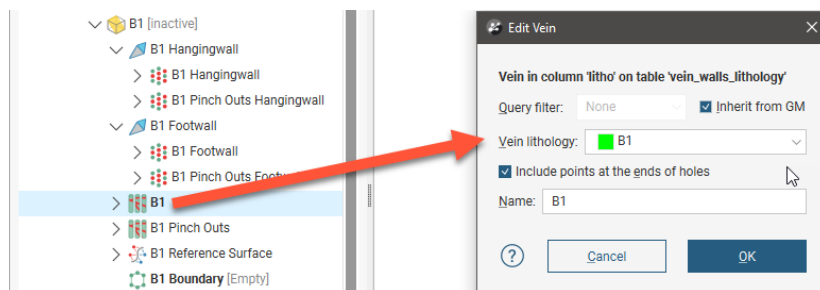 B1 [inactive]
B1 Hangingwall
B1 Hangingwall
B1 Pinch Outs Hangingwall
B1 Footwall
B1 Footwall
B1 Pinch Outs
B1
B1 Pinch Outs
B1 Reference Surface
B1 Boundary [Empty]
Edit Vein
Vein in column 'litho' on table 'vein_walls_lithology'
Query filter: None Inherit from GM
Vein lithology: B1
Include points at the ends of holes
Name: B1
? Cancel OK